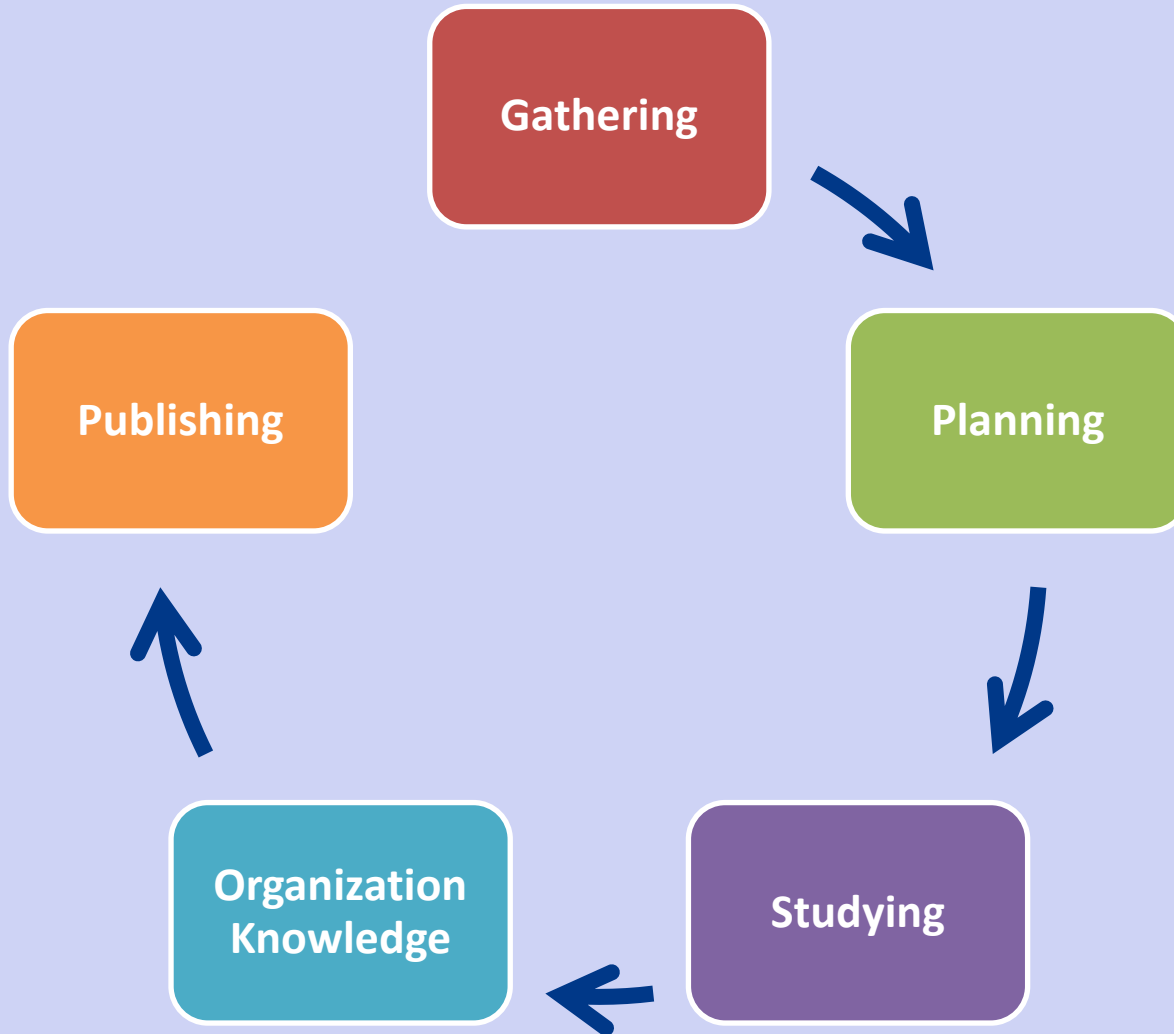 Gathering
Planning
Studying
Organization
Knowledge
Publishing